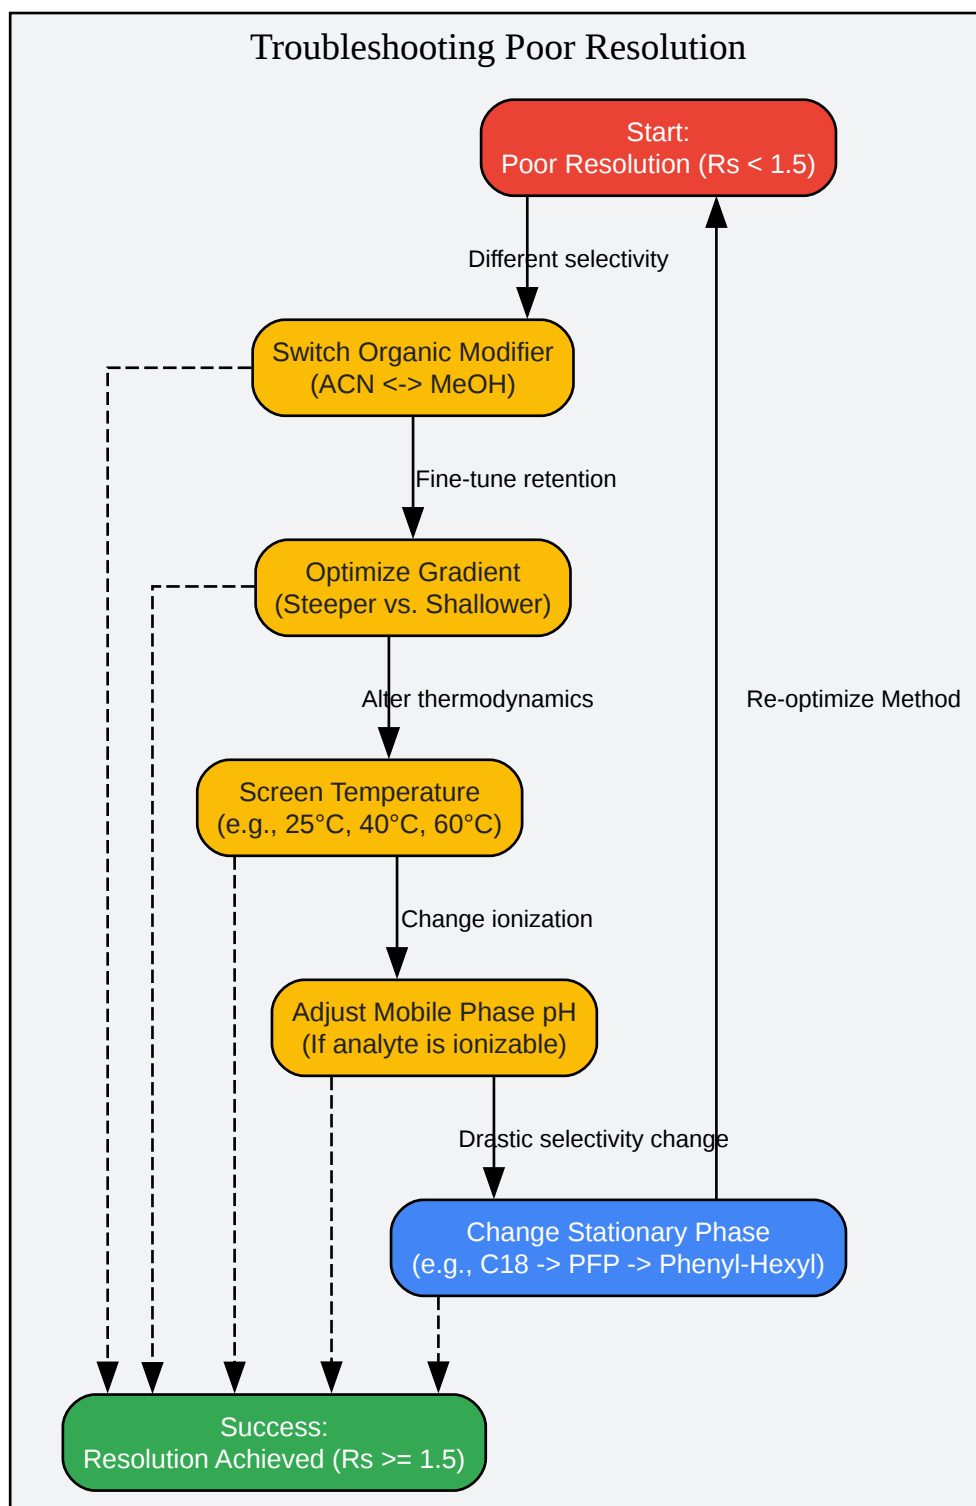 Troubleshooting Poor Resolution
Start:
Poor Resolution (Rs < 1.5)
Different selectivity
Switch Organic Modifier
(ACN <-> MeOH)
Fine-tune retention
Optimize Gradient
(Steeper vs. Shallower)
Alter thermodynamics
Re-optimize Method
Screen Temperature
(e.g., 25°C, 40°C, 60°C)
Change ionization
Adjust Mobile Phase pH
(If analyte is ionizable)
Drastic selectivity change
Change Stationary Phase
(e.g., C18 -> PFP -> Phenyl-Hexyl)
Success:
Resolution Achieved (Rs >= 1.5)